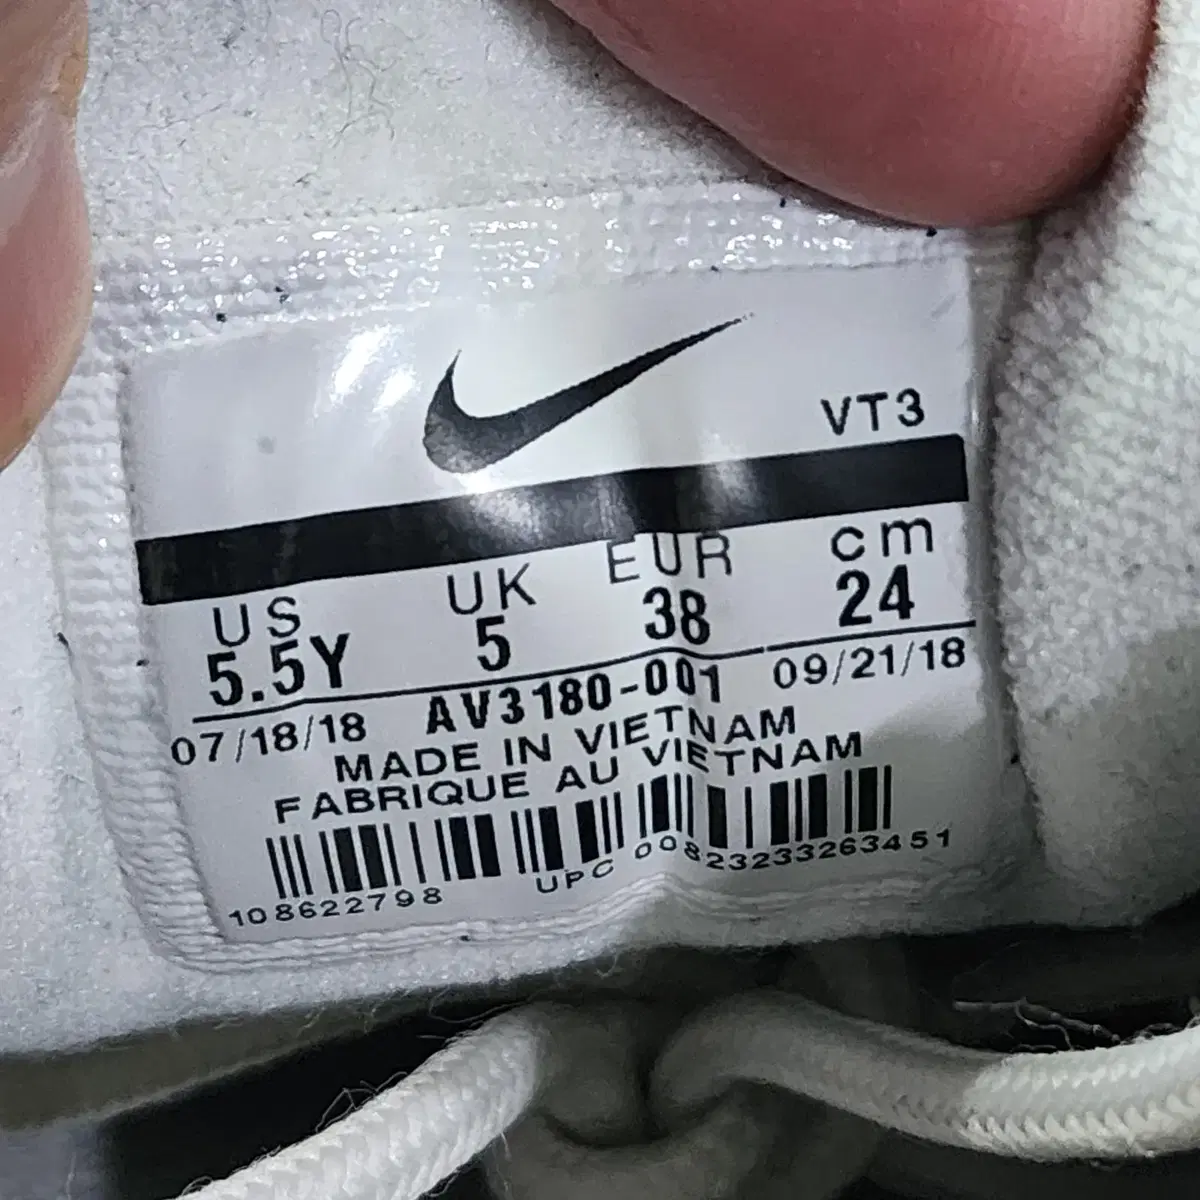 VT3
US UK EUR cm
5.5Y 5 38 24
07/18/18 AV3180-001 09/21/18
MADE IN VIETNAM
FABRIQUE AU VIETNAM
108622798 UPC 00823233263451